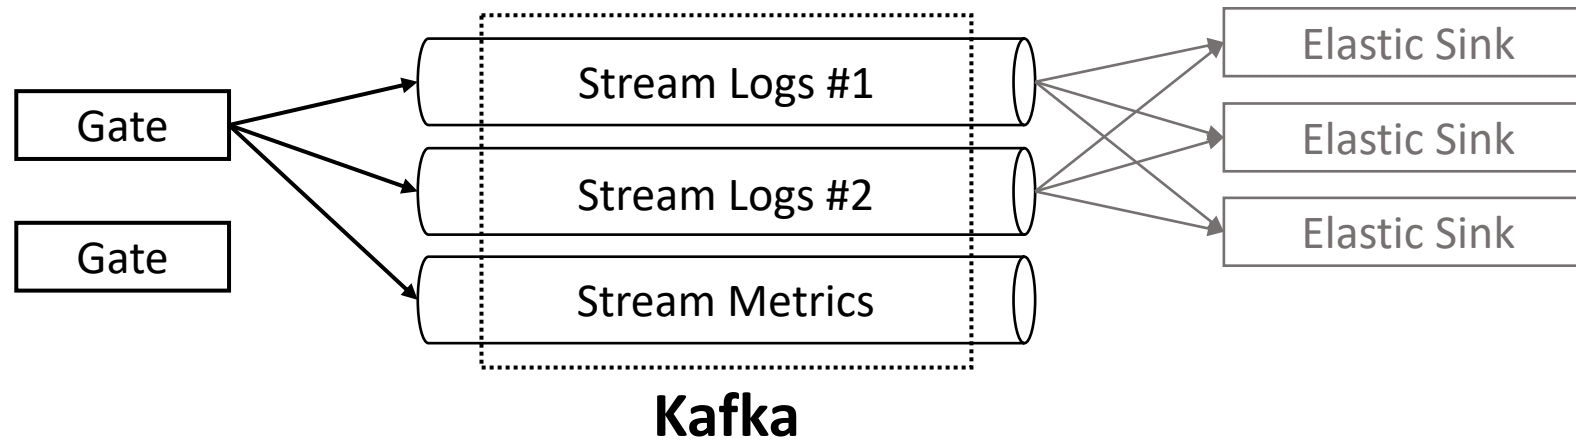 Gate
Gate
Stream Logs #1
Stream Logs #2
Stream Metrics
Kafka
Elastic Sink
Elastic Sink
Elastic Sink